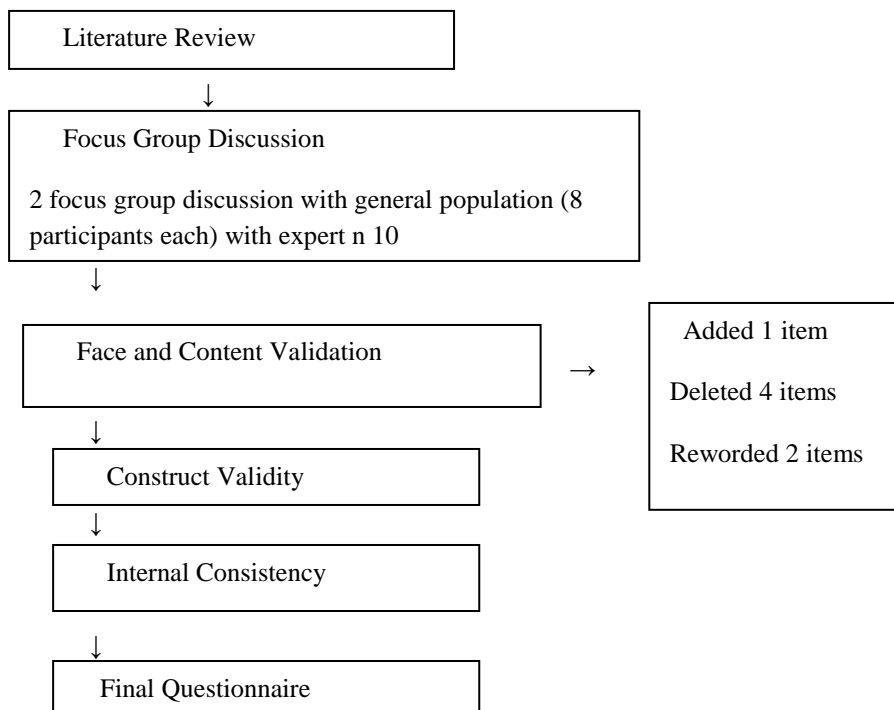 Literature Review
↓
Focus Group Discussion
2 focus group discussion with general population (8
participants each) with expert n 10
↓
Face and Content Validation
→
Added 1 item
Deleted 4 items
Reworded 2 items
↓
Construct Validity
↓
Internal Consistency
↓
Final Questionnaire